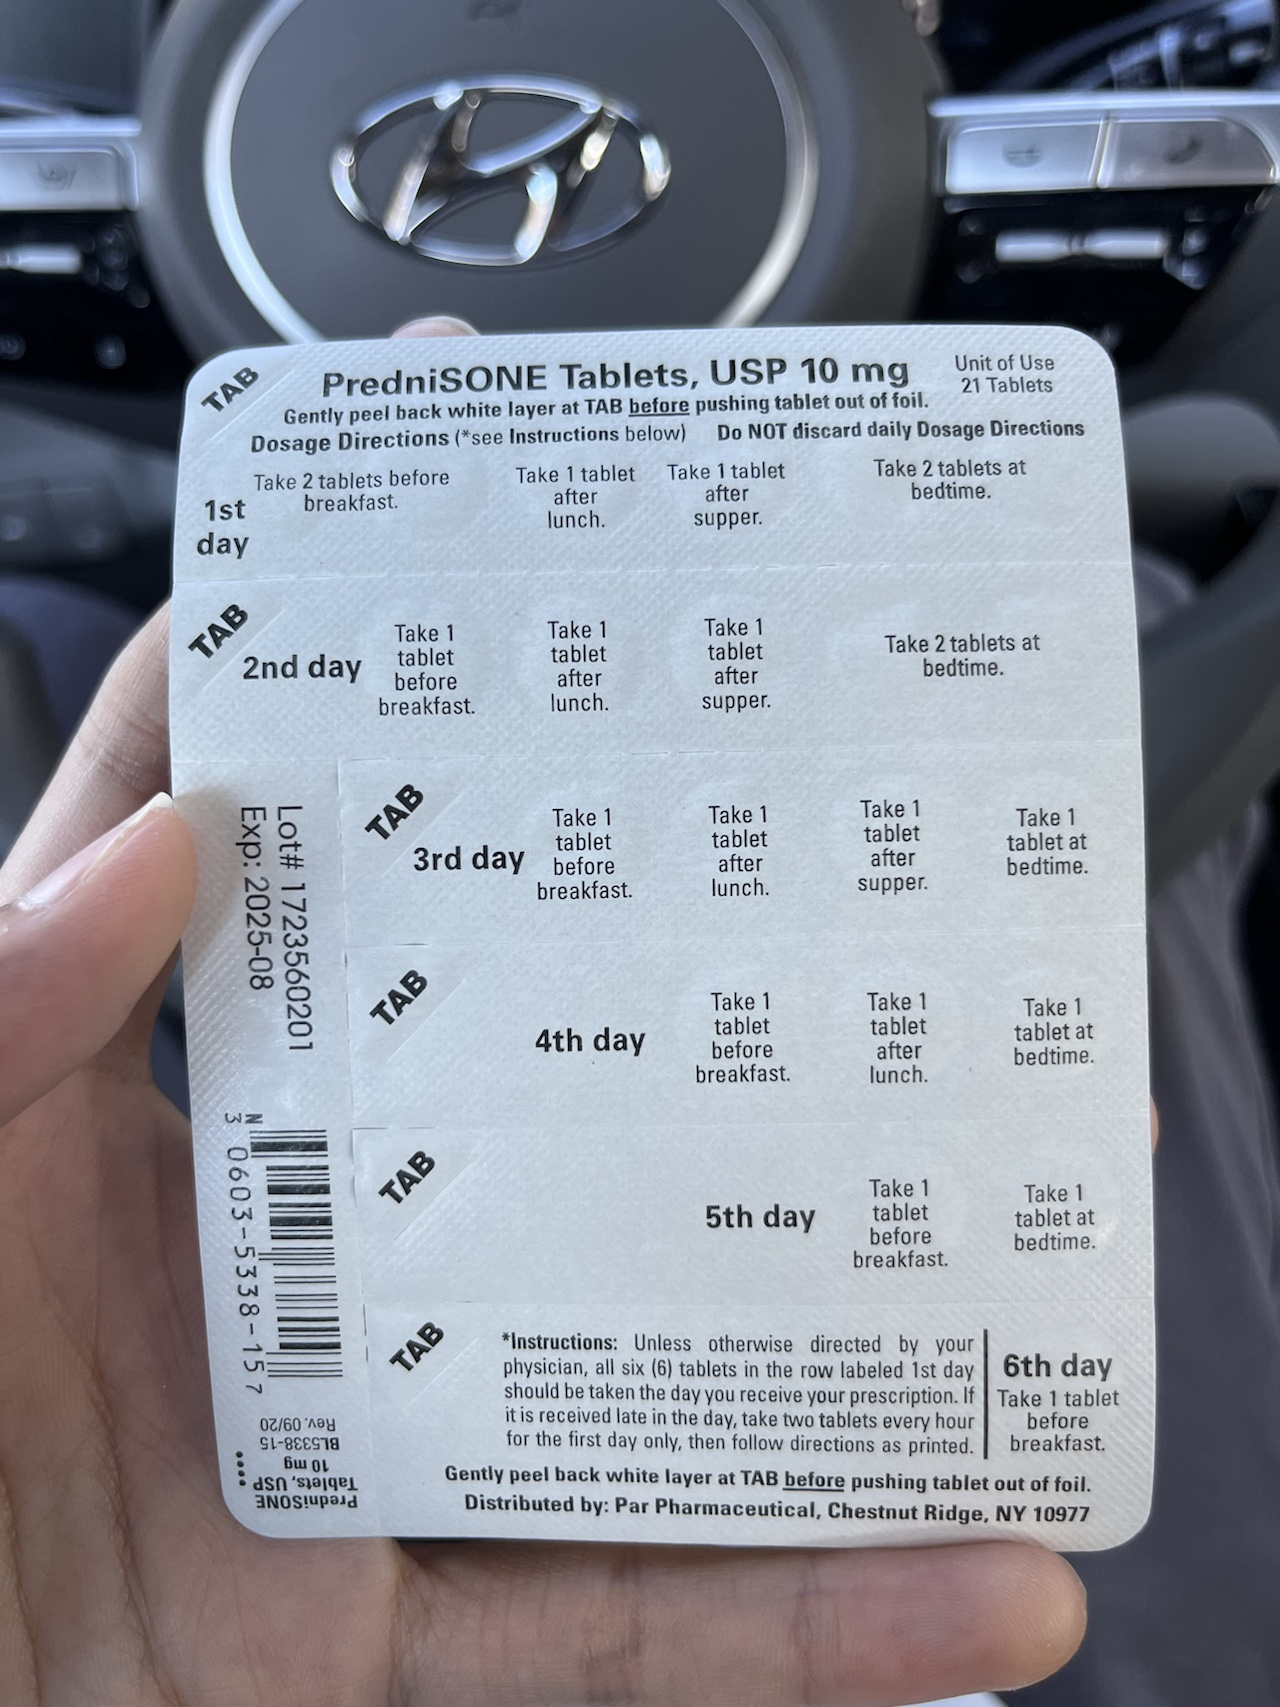 TAB
PredniSONE Tablets, USP 10 mg
Unit of Use
21 Tablets
Gently peel back white layer at TAB before pushing tablet out of foil.
Dosage Directions (*see Instructions below) Do NOT discard daily Dosage Directions
1st
day
Take 2 tablets before
breakfast.
Take 1 tablet
after
lunch.
Take 1 tablet
after
supper.
Take 2 tablets at
bedtime.
TAB
2nd day
Take 1
tablet
before
breakfast.
Take 1
tablet
after
lunch.
Take 1
tablet
after
supper.
Take 2 tablets at
bedtime.
TAB
3rd day
Take 1
tablet
before
breakfast.
Take 1
tablet
after
lunch.
Take 1
tablet
after
supper.
Take 1
tablet at
bedtime.
TAB
4th day
Take 1
tablet
before
breakfast.
Take 1
tablet
after
lunch.
Take 1
tablet at
bedtime.
TAB
5th day
Take 1
tablet
before
breakfast.
Take 1
tablet at
bedtime.
TAB
*Instructions: Unless otherwise directed by your
physician, all six (6) tablets in the row labeled 1st day
should be taken the day you receive your prescription. If
it is received late in the day, take two tablets every hour
for the first day only, then follow directions as printed.
6th day
Take 1 tablet
before
breakfast.
Gently peel back white layer at TAB before pushing tablet out of foil.
Distributed by: Par Pharmaceutical, Chestnut Ridge, NY 10977
Lot# 1723560201
Exp: 2025-08
N
3 0603-5338-15 7
PredniSONE
Tablets, USP
10 mg
BL5338-15
Rev. 09/20